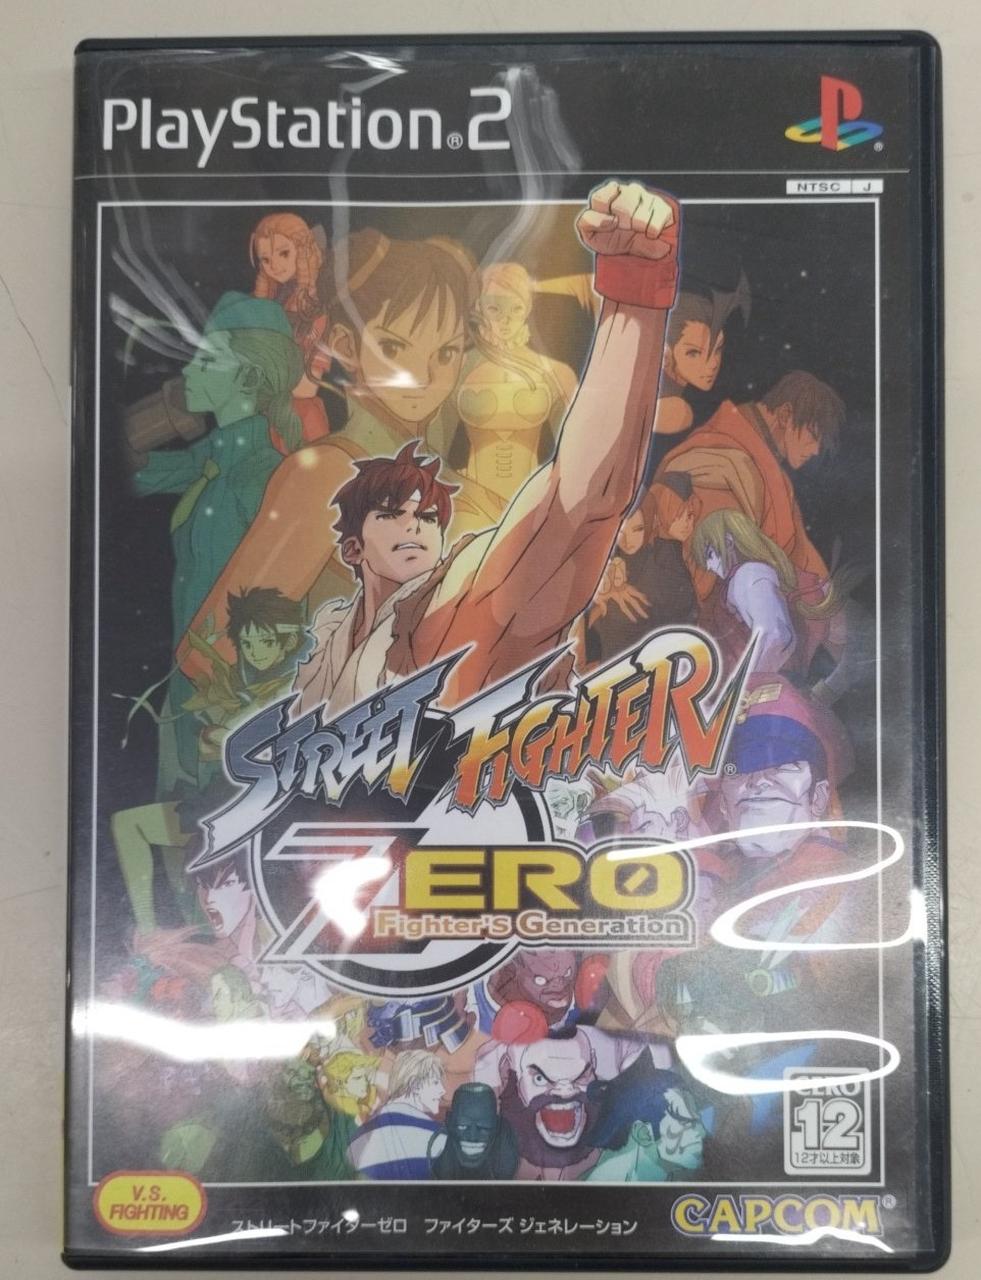 PlayStation®2
NTSC J
STREET FIGHTER®
ZERO
Fighter's Generation
CERO
12
12才以上対象
V.S.
FIGHTING
ストリートファイターゼロ ファイターズ ジェネレーション
CAPCOM®